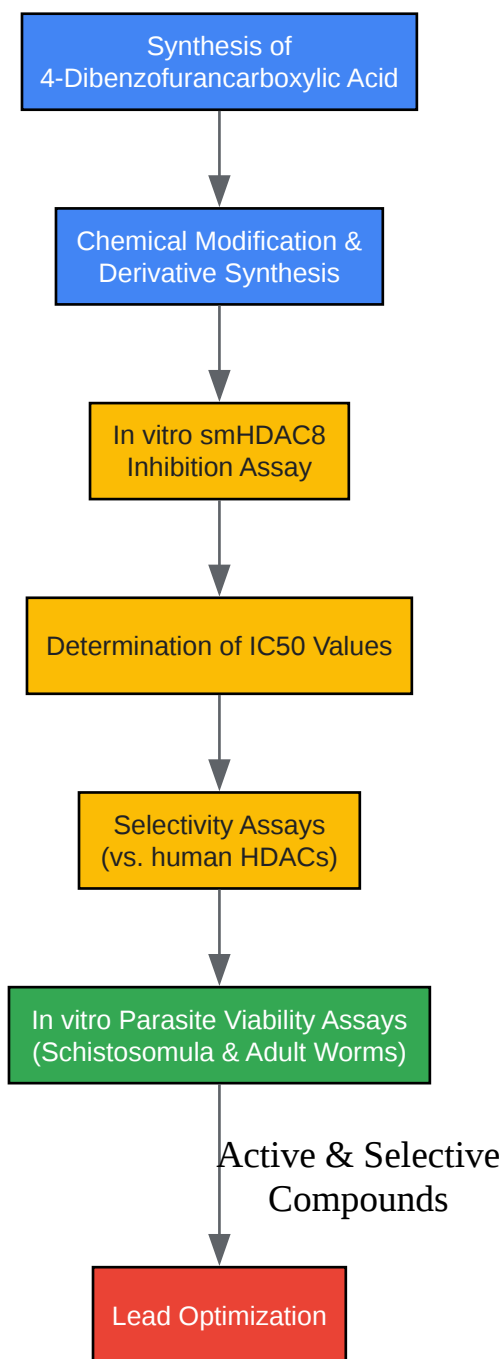 Synthesis of
4-Dibenzofurancarboxylic Acid
Chemical Modification &
Derivative Synthesis
In vitro smHDAC8
Inhibition Assay
Determination of IC50 Values
Selectivity Assays
(vs. human HDACs)
In vitro Parasite Viability Assays
(Schistosomula & Adult Worms)
Active & Selective
Compounds
Lead Optimization